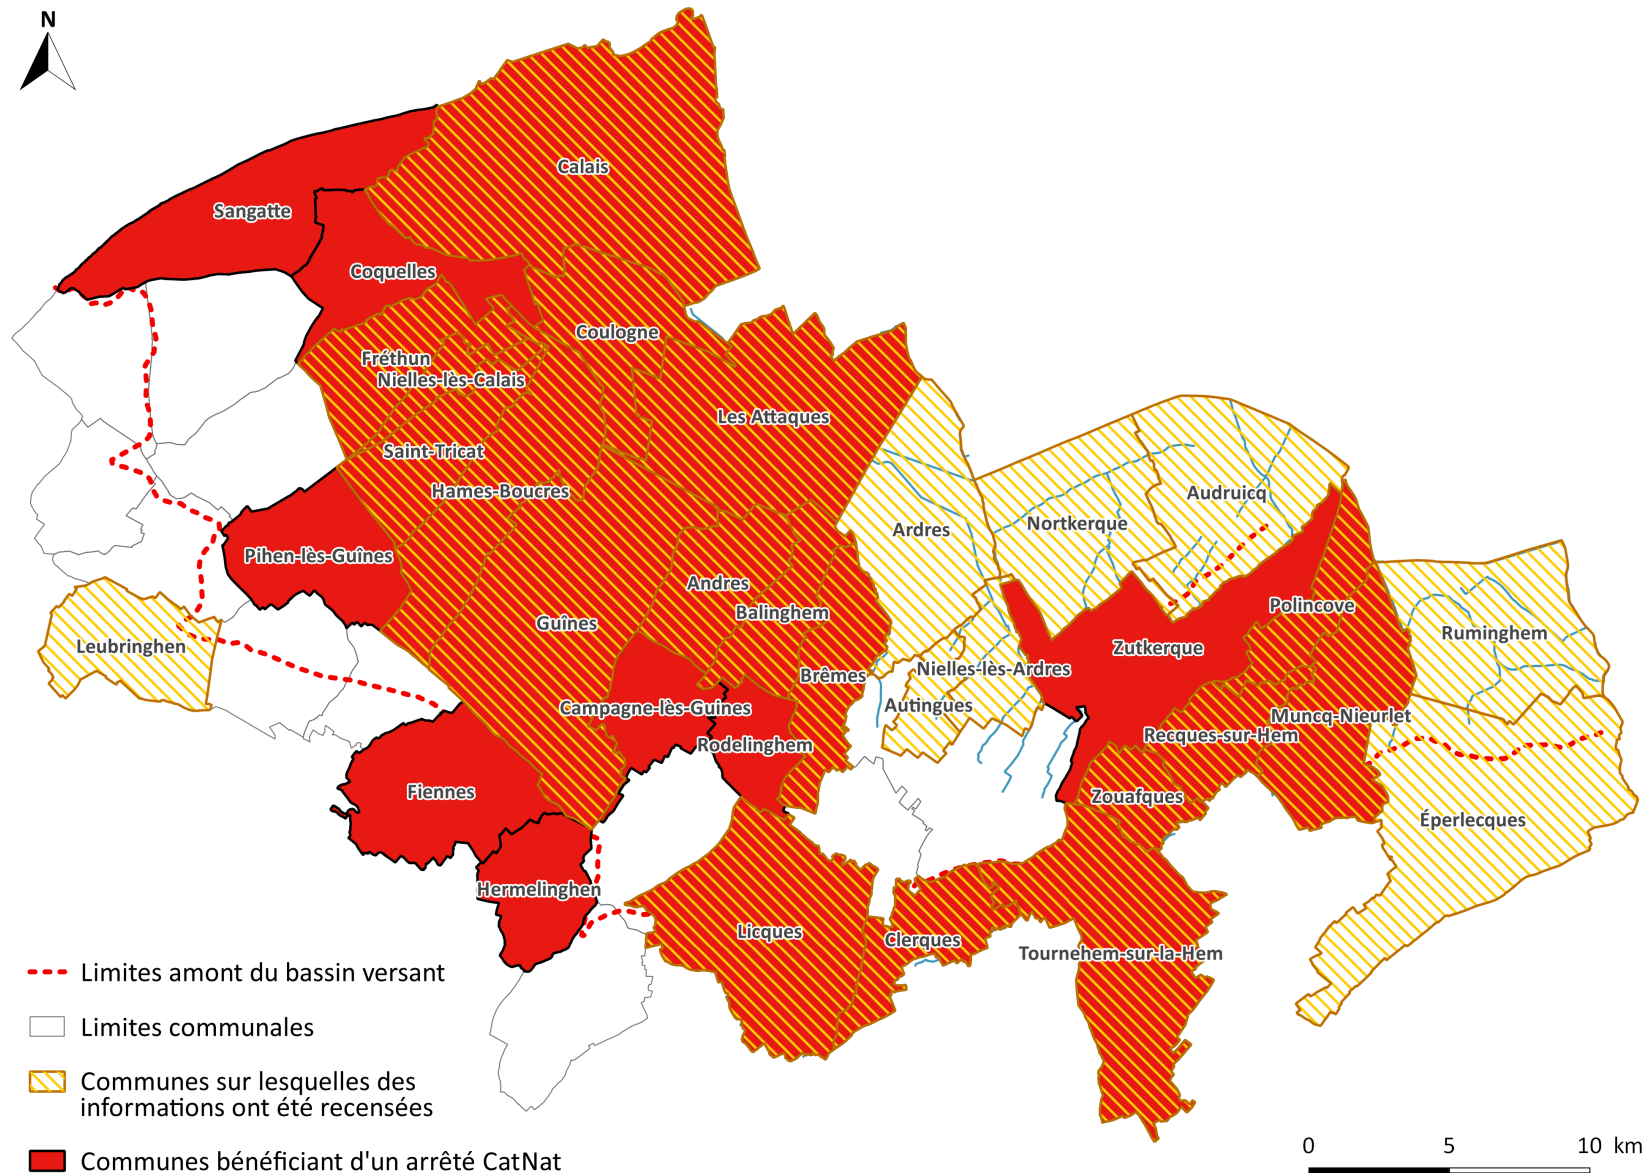 N
Calais
Sangatte
Coquelles
Coulogne
Fréthun
Nielles-lès-Calais
Les Attaques
Saint-Tricat
Hames-Boucres
Audruicq
Nortkerque
Ardres
Pihen-lès-Guînes
Andres
Polincove
Balinghem
Guînes
Ruminghem
Leubringhen
Zutkerque
Nielles-lès-Ardres
Brêmes
Autingues
Campagne-lès-Guines
Muncq-Nieurlet
Recques-sur-Hem
Rodelinghem
Fiennes
Zouafques
Éperlecques
Hermelinghen
Licques
Clerques
Tournehem-sur-la-Hem
Limites amont du bassin versant
Limites communales
Communes sur lesquelles des
informations ont été recensées
Communes bénéficiant d'un arrêté CatNat
0 5 10 km